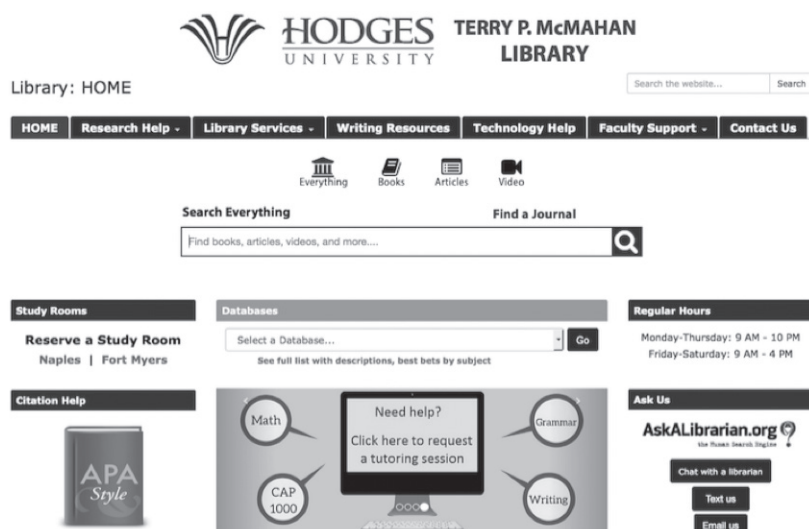 HODGES
UNIVERSITY
TERRY P. McMAHAN
LIBRARY
Library: HOME
Search the website...
Search
HOME
Research Help
Library Services
Writing Resources
Technology Help
Faculty Support
Contact Us
Everything
Books
Articles
Video
Search Everything
Find a Journal
Find books, articles, videos, and more....
Study Rooms
Reserve a Study Room
Naples | Fort Myers
Databases
Select a Database...
Go
See full list with descriptions, best bets by subject
Regular Hours
Monday-Thursday: 9 AM - 10 PM
Friday-Saturday: 9 AM - 4 PM
Citation Help
APA
Style
Math
CAP
1000
Need help?
Click here to request
a tutoring session
Grammar
Writing
Ask Us
AskALibrarian.org
the Human Search Engine
Chat with a librarian
Text us
Email us